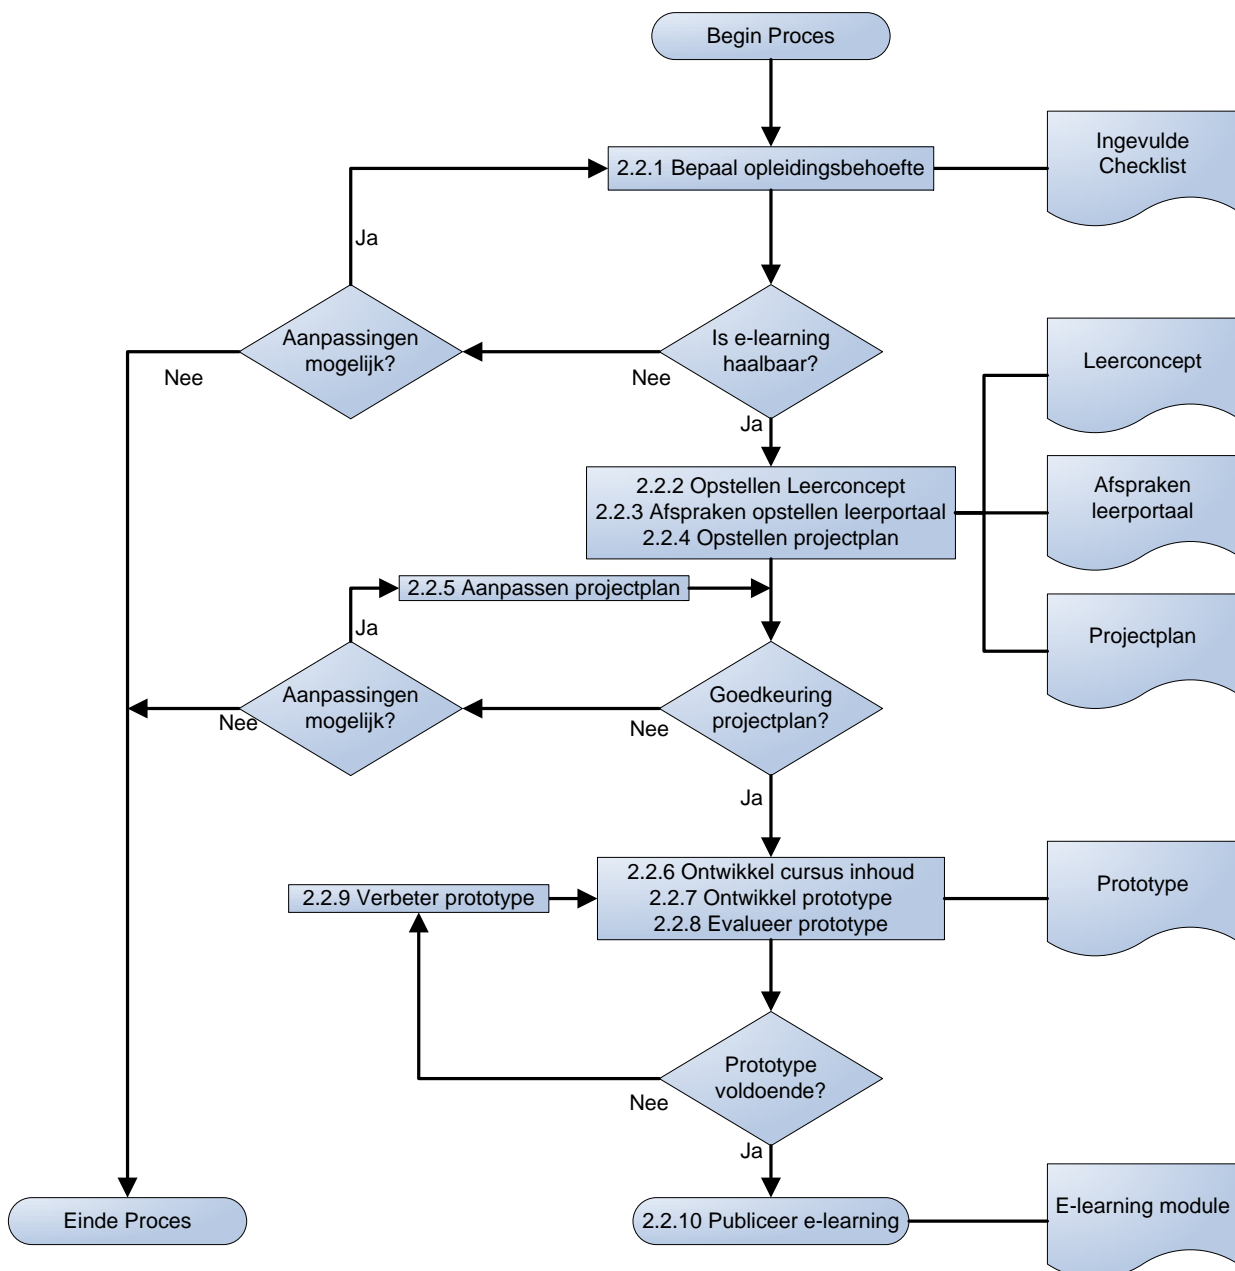 Begin Proces
2.2.1 Bepaal opleidingsbehoefte
Ingevulde
Checklist
Ja
Aanpassingen
mogelijk?
Nee
Is e-learning
haalbaar?
Nee
Ja
Leerconcept
2.2.2 Opstellen Leerconcept
2.2.3 Afspraken opstellen leerportaal
2.2.4 Opstellen projectplan
Afspraken
leerportaal
2.2.5 Aanpassen projectplan
Ja
Projectplan
Aanpassingen
mogelijk?
Nee
Goedkeuring
projectplan?
Nee
Ja
2.2.6 Ontwikkel cursus inhoud
2.2.7 Ontwikkel prototype
2.2.8 Evalueer prototype
2.2.9 Verbeter prototype
Prototype
Prototype
voldoende?
Nee
Ja
Einde Proces
2.2.10 Publiceer e-learning
E-learning module